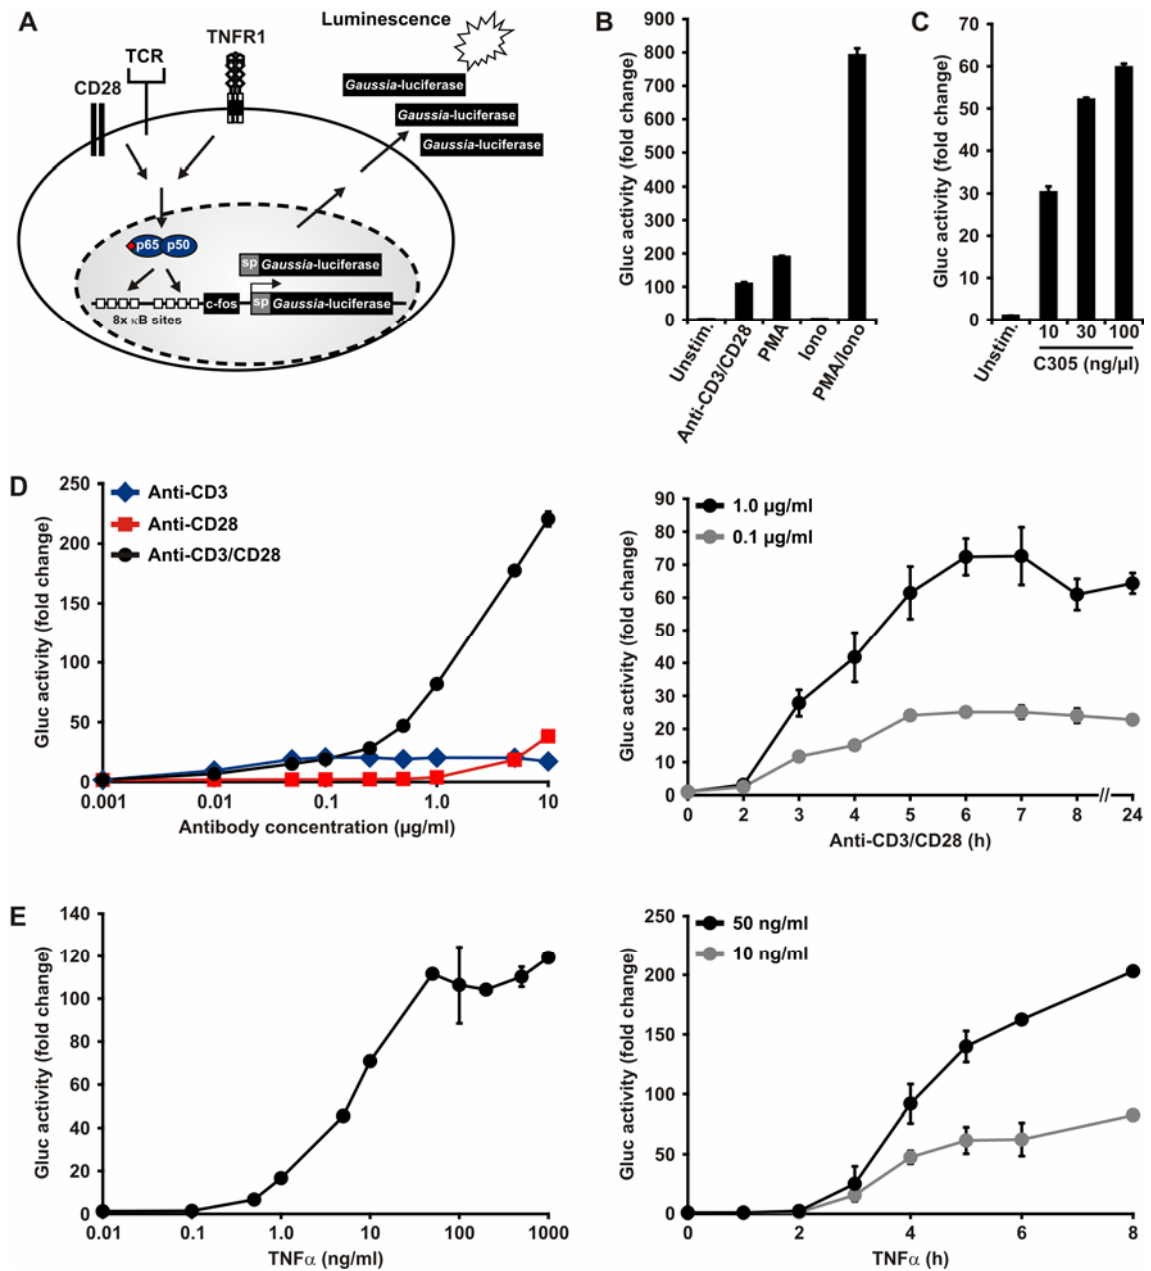 A
Luminescence
TNFR1
TCR
CD28
Gaussia-luciferase
Gaussia-luciferase
Gaussia-luciferase
p65 p50
sp Gaussia-luciferase
c-fos sp Gaussia-luciferase
8x κB sites
B
Gluc activity (fold change)
900
800
700
600
500
400
300
200
100
0
Unstim.
Anti-CD3/CD28
PMA
Iono
PMA/Iono
C
Gluc activity (fold change)
70
60
50
40
30
20
10
0
Unstim.
10 30 100
C305 (ng/µl)
D
Gluc activity (fold change)
250
200
150
100
50
0
Anti-CD3
Anti-CD28
Anti-CD3/CD28
0.001 0.01 0.1 1.0 10
Antibody concentration (µg/ml)
Gluc activity (fold change)
90
80
70
60
50
40
30
20
10
0
1.0 µg/ml
0.1 µg/ml
0 2 3 4 5 6 7 8 // 24
Anti-CD3/CD28 (h)
E
Gluc activity (fold change)
140
120
100
80
60
40
20
0
0.01 0.1 1.0 10 100 1000
TNFα (ng/ml)
Gluc activity (fold change)
250
200
150
100
50
0
50 ng/ml
10 ng/ml
0 2 4 6 8
TNFα (h)